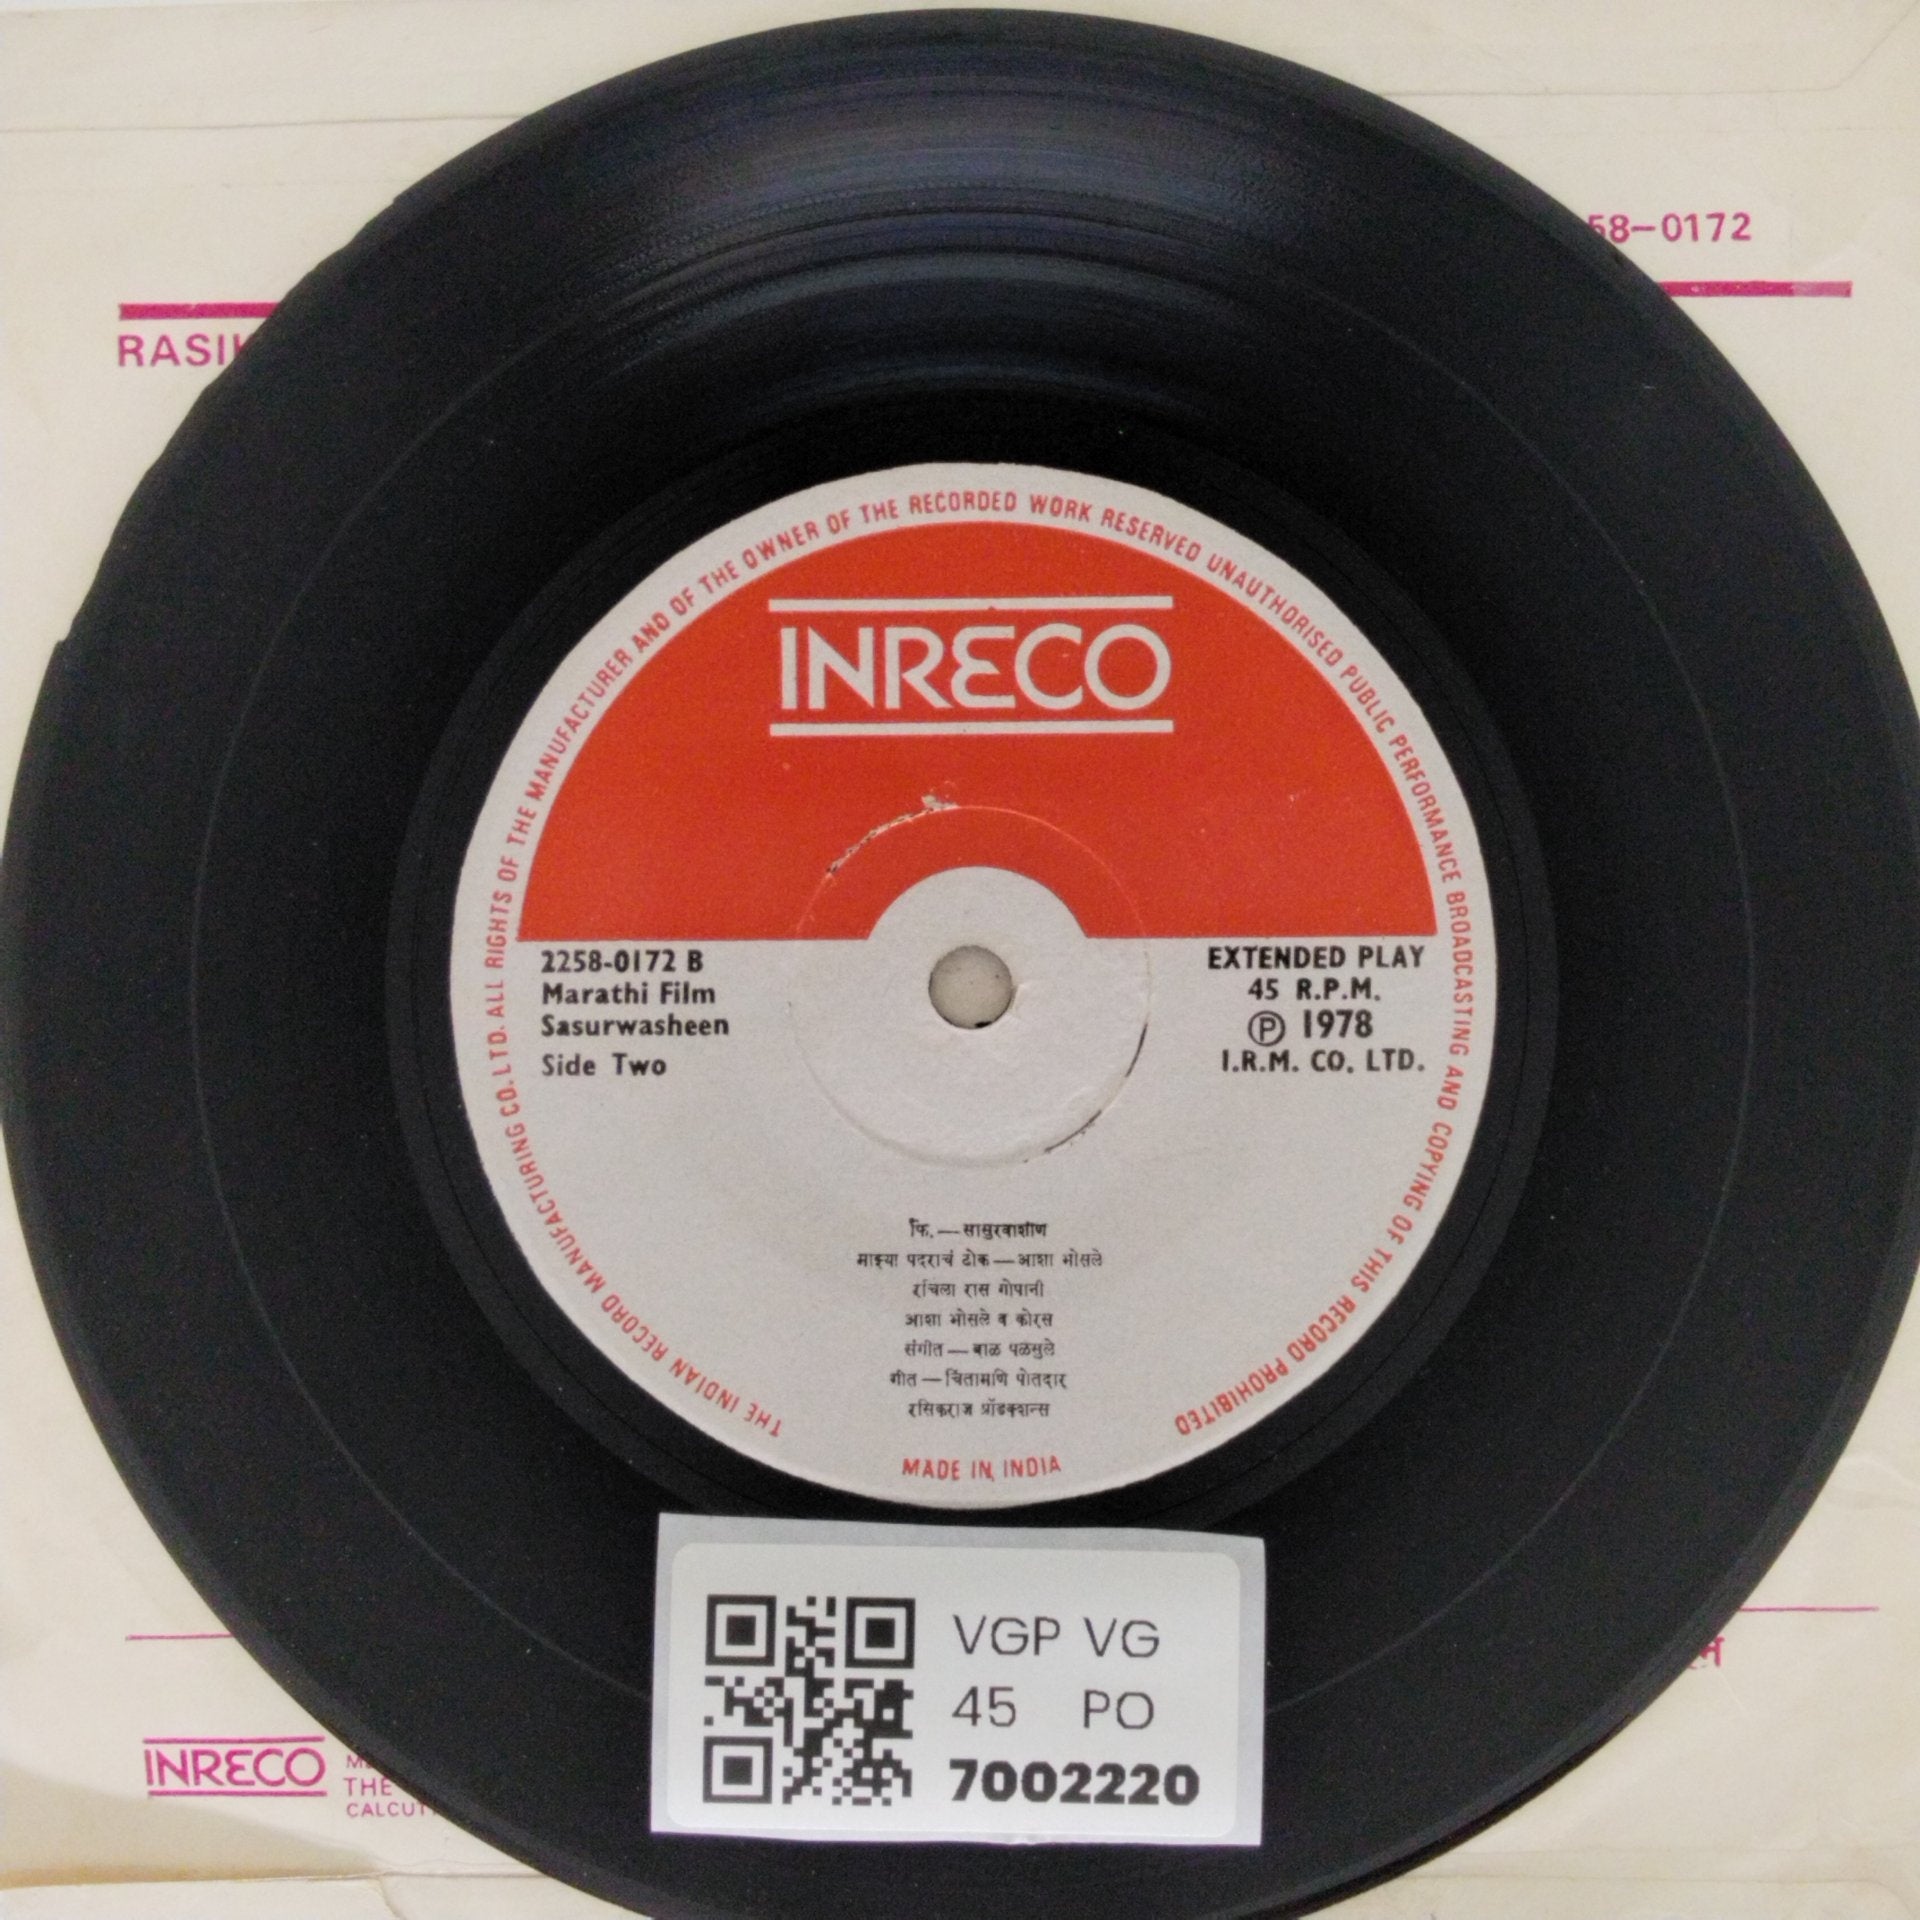 58-0172
RASI
THE INDIAN RECORD MANUFACTURING CO. LTD. ALL RIGHTS OF THE MANUFACTURER AND OF THE OWNER OF THE RECORDED WORK RESERVED UNAUTHORISED PUBLIC PERFORMANCE BROADCASTING AND COPYING OF THIS RECORD PROHIBITED
INRECO
2258-0172 B
Marathi Film
Sasurwasheen
Side Two
EXTENDED PLAY
45 R.P.M.
Ⓟ 1978
I.R.M. CO. LTD.
फि.—सासुरवाशीण
माझ्या पदराचं टोक—आशा भोसले
रचिला रास गोपानी
आशा भोसले व कोरस
संगीत—बाळ पळसुले
गीत—चिंतामणि पोतदार
रसिकराज प्रॉडक्शन्स
MADE IN INDIA
VGP VG
45 PO
7002220
INRECO
THE
CALCUT